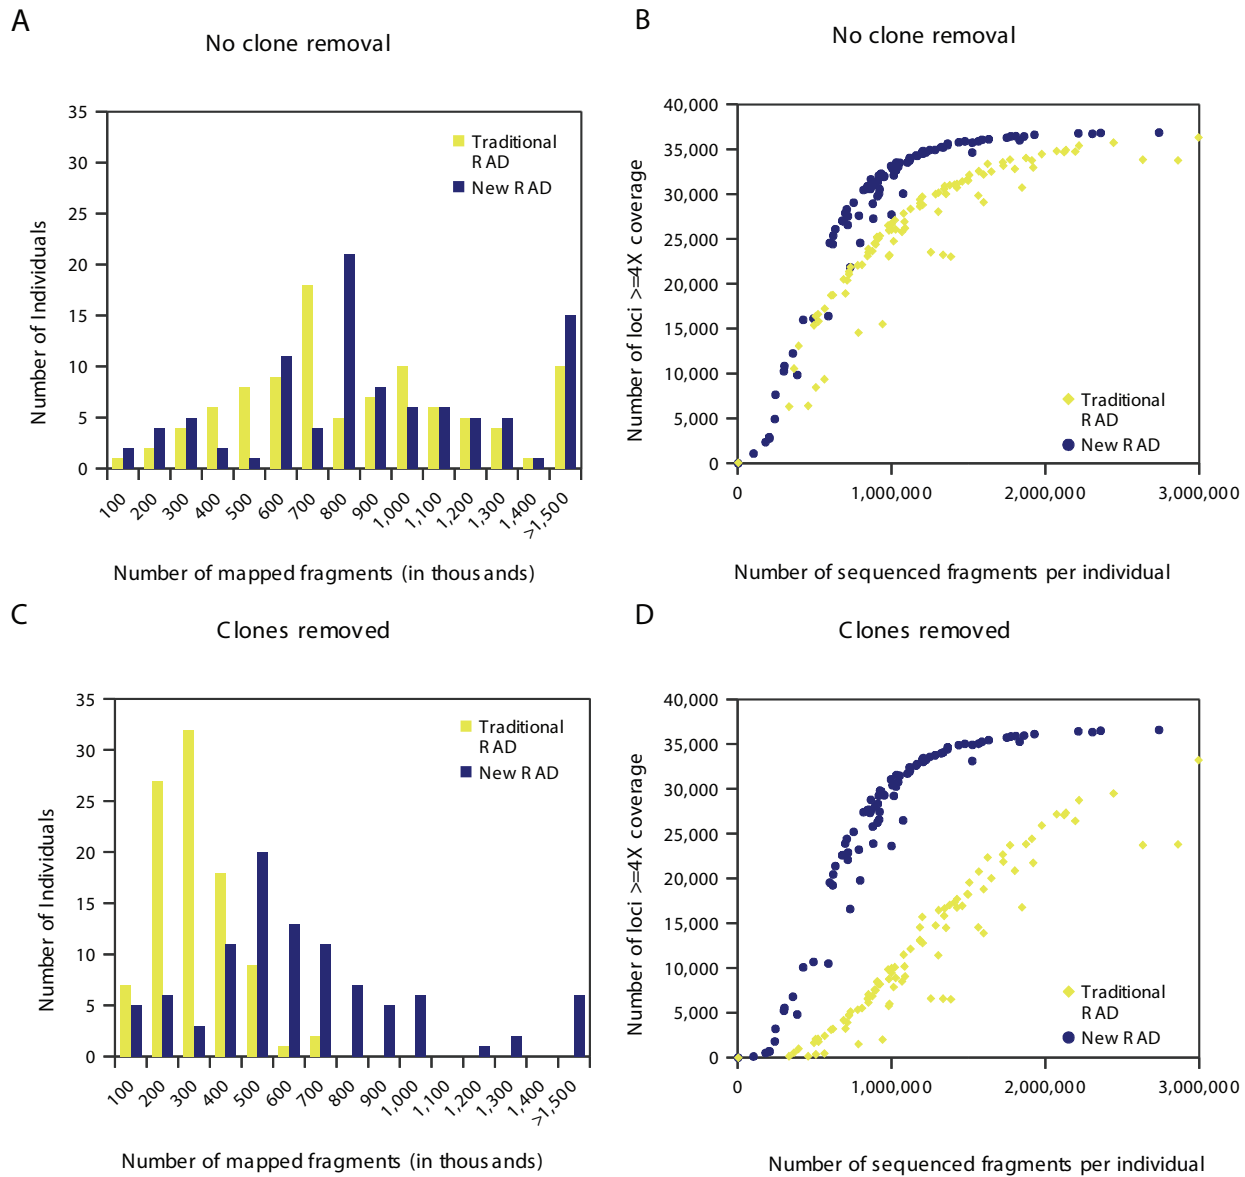 A
No clone removal
35
30
25
20
15
10
5
0
Number of Individuals
Traditional
RAD
New RAD
100
200
300
400
500
600
700
800
900
1,000
1,100
1,200
1,300
1,400
>1,500
Number of mapped fragments (in thousands)
B
No clone removal
40,000
35,000
30,000
25,000
20,000
15,000
10,000
5,000
0
Number of loci >=4X coverage
Traditional
RAD
New RAD
0
1,000,000
2,000,000
3,000,000
Number of sequenced fragments per individual
C
Clones removed
35
30
25
20
15
10
5
0
Number of Individuals
Traditional
RAD
New RAD
100
200
300
400
500
600
700
800
900
1,000
1,100
1,200
1,300
1,400
>1,500
Number of mapped fragments (in thousands)
D
Clones removed
40,000
35,000
30,000
25,000
20,000
15,000
10,000
5,000
0
Number of loci >=4X coverage
Traditional
RAD
New RAD
0
1,000,000
2,000,000
3,000,000
Number of sequenced fragments per individual